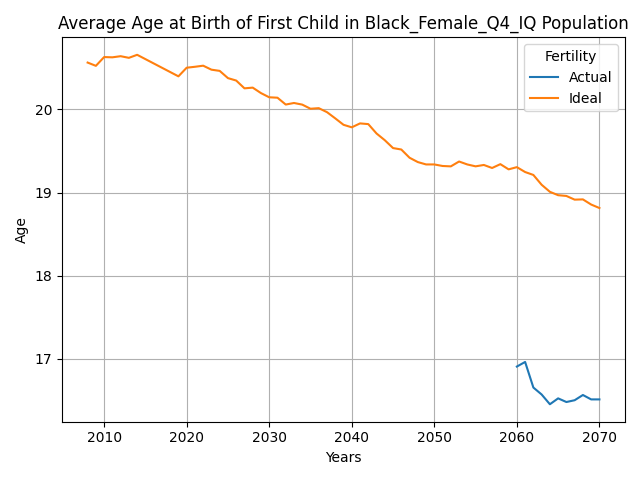 Average Age at Birth of First Child in Black_Female_Q4_IQ Population
Fertility
Actual
Ideal
Age
20
19
18
17
2010 2020 2030 2040 2050 2060 2070
Years